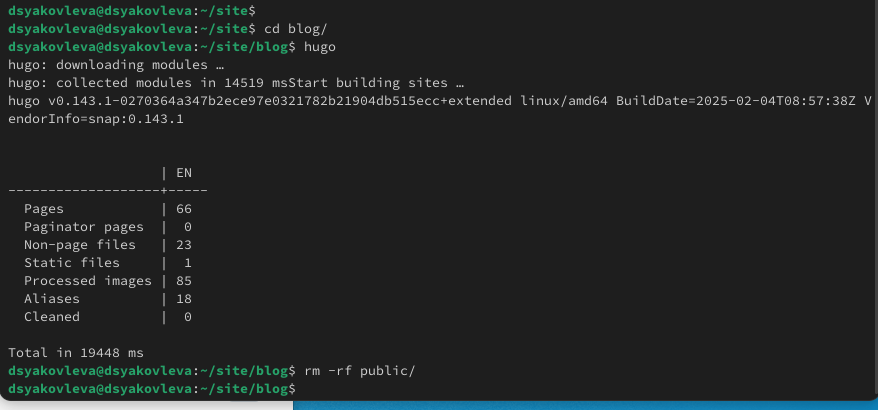 dsyakovleva@dsyakovleva:~/site$
dsyakovleva@dsyakovleva:~/site$ cd blog/
dsyakovleva@dsyakovleva:~/site/blog$ hugo
hugo: downloading modules …
hugo: collected modules in 14519 msStart building sites …
hugo v0.143.1-0270364a347b2ece97e0321782b21904db515ecc+extended linux/amd64 BuildDate=2025-02-04T08:57:38Z V
endorInfo=snap:0.143.1
                   | EN
-------------------+-----
  Pages            | 66
  Paginator pages  |  0
  Non-page files   | 23
  Static files     |  1
  Processed images | 85
  Aliases          | 18
  Cleaned          |  0
Total in 19448 ms
dsyakovleva@dsyakovleva:~/site/blog$ rm -rf public/
dsyakovleva@dsyakovleva:~/site/blog$